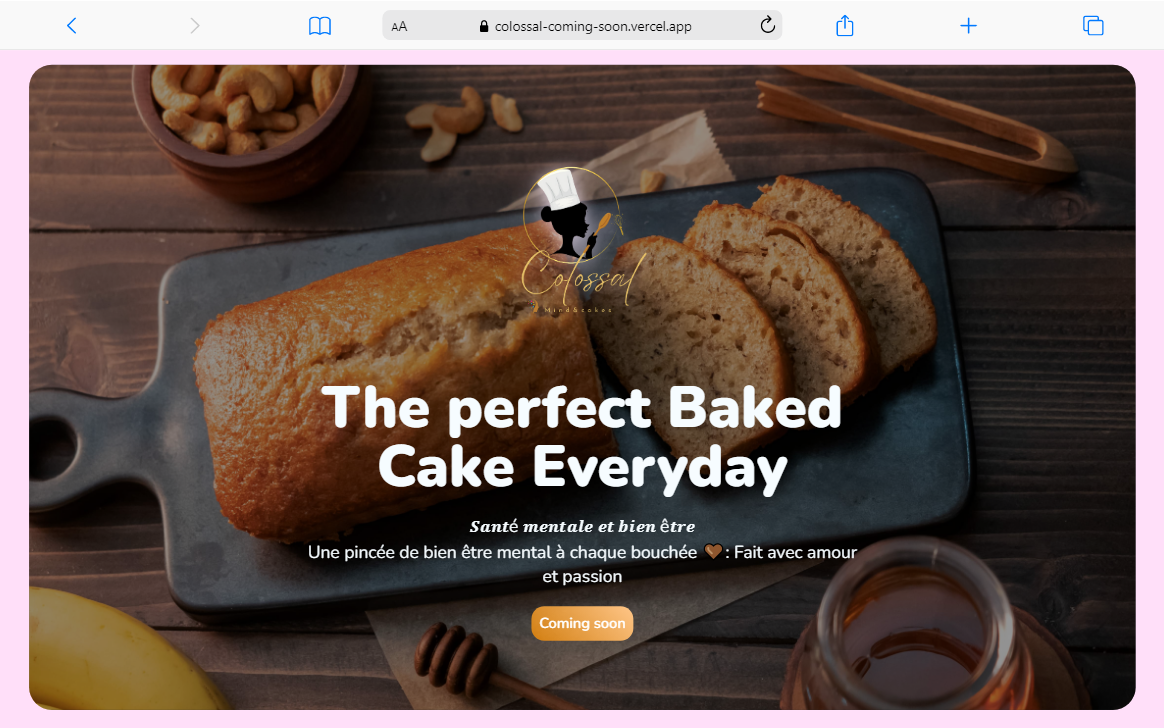 AA
colossal-coming-soon.vercel.app
Colossal
Mind & cakes
The perfect Baked
Cake Everyday
Santé mentale et bien être
Une pincée de bien être mental à chaque bouchée 🤎 : Fait avec amour
et passion
Coming soon